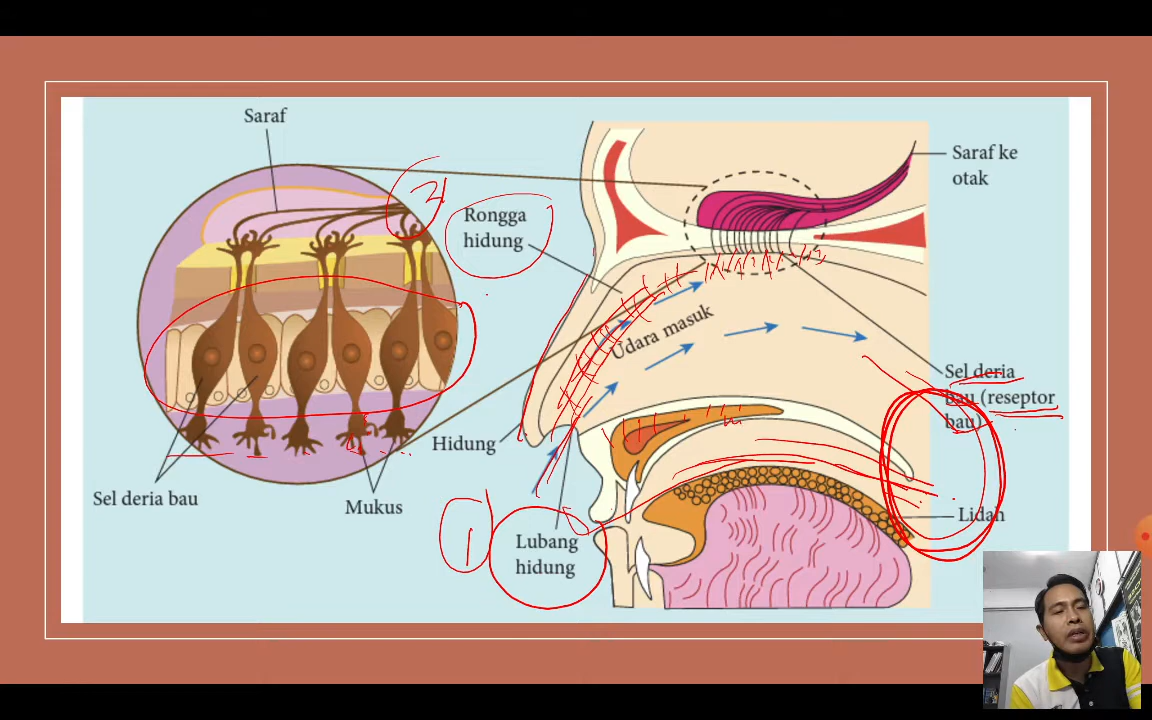 Saraf
Saraf ke
otak
2
Rongga
hidung
Udara masuk
Sel deria
bau (reseptor
bau)
Hidung
Sel deria bau
Mukus
1
Lubang
hidung
Lidah